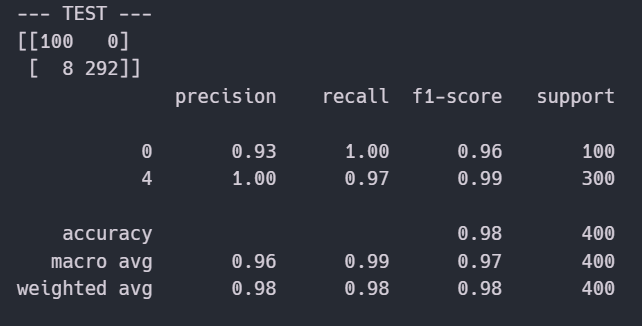 --- TEST ---
[[100   0]
 [  8 292]]
              precision    recall  f1-score   support

           0       0.93      1.00      0.96       100
           4       1.00      0.97      0.99       300

    accuracy                           0.98       400
   macro avg       0.96      0.99      0.97       400
weighted avg       0.98      0.98      0.98       400